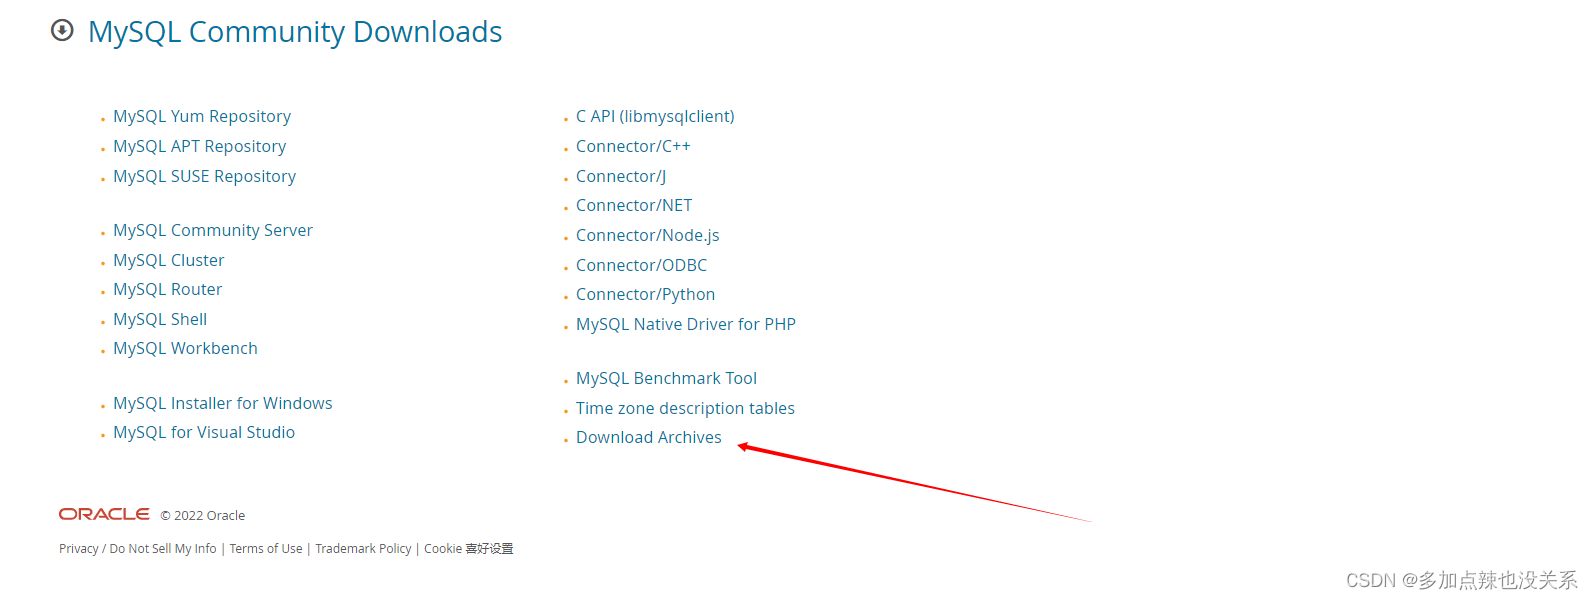 MySQL Community Downloads
MySQL Yum Repository
MySQL APT Repository
MySQL SUSE Repository
MySQL Community Server
MySQL Cluster
MySQL Router
MySQL Shell
MySQL Workbench
MySQL Installer for Windows
MySQL for Visual Studio
C API (libmysqlclient)
Connector/C++
Connector/J
Connector/NET
Connector/Node.js
Connector/ODBC
Connector/Python
MySQL Native Driver for PHP
MySQL Benchmark Tool
Time zone description tables
Download Archives
ORACLE © 2022 Oracle
Privacy / Do Not Sell My Info | Terms of Use | Trademark Policy | Cookie 喜好设置
CSDN @多加点辣也没关系